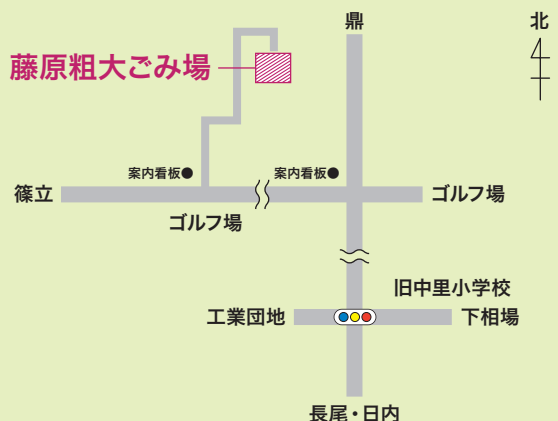 鼎
北
藤原粗大ごみ場
案内看板●
案内看板●
篠立
ゴルフ場
ゴルフ場
旧中里小学校
工業団地
下相場
長尾・日内